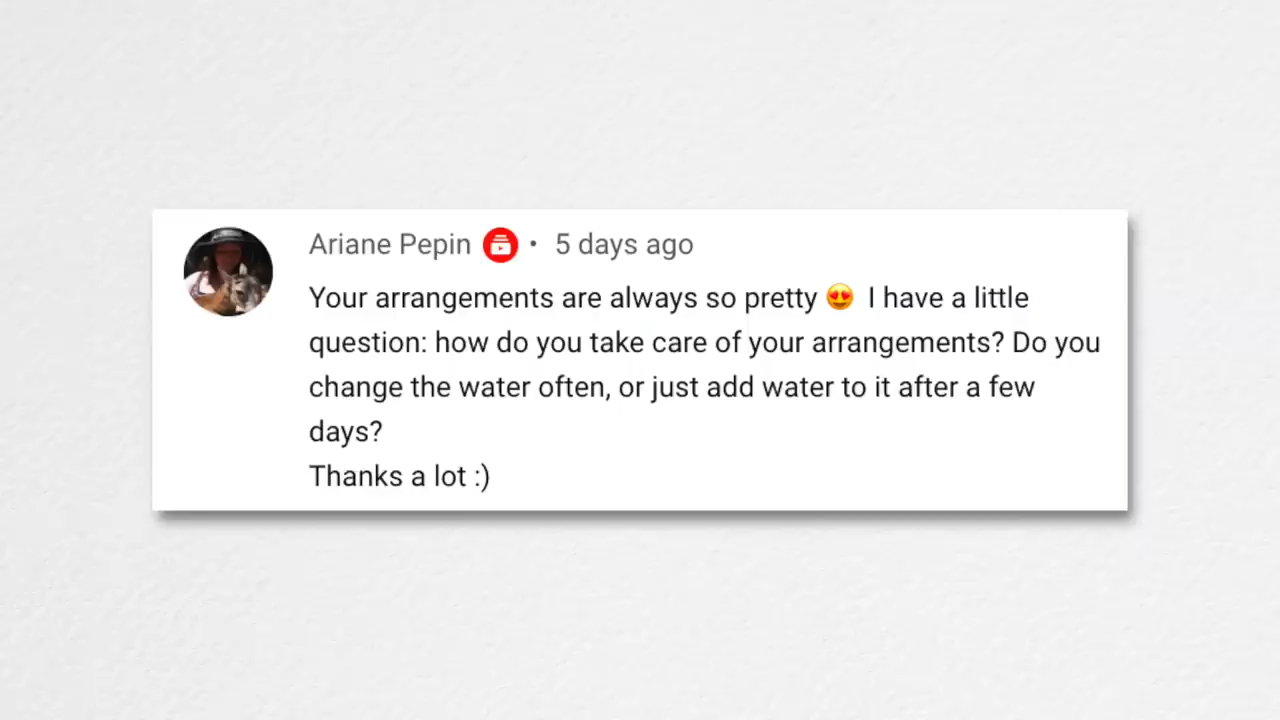 Ariane Pepin • 5 days ago
Your arrangements are always so pretty 😍 I have a little
question: how do you take care of your arrangements? Do you
change the water often, or just add water to it after a few
days?
Thanks a lot :)